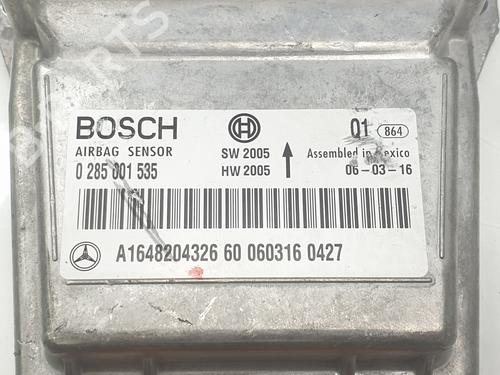 BOSCH
AIRBAG SENSOR
0 285 001 535
SW 2005
HW 2005
01 864
Assembled in Mexico
06-03-16
A1648204326 60 060316 0427